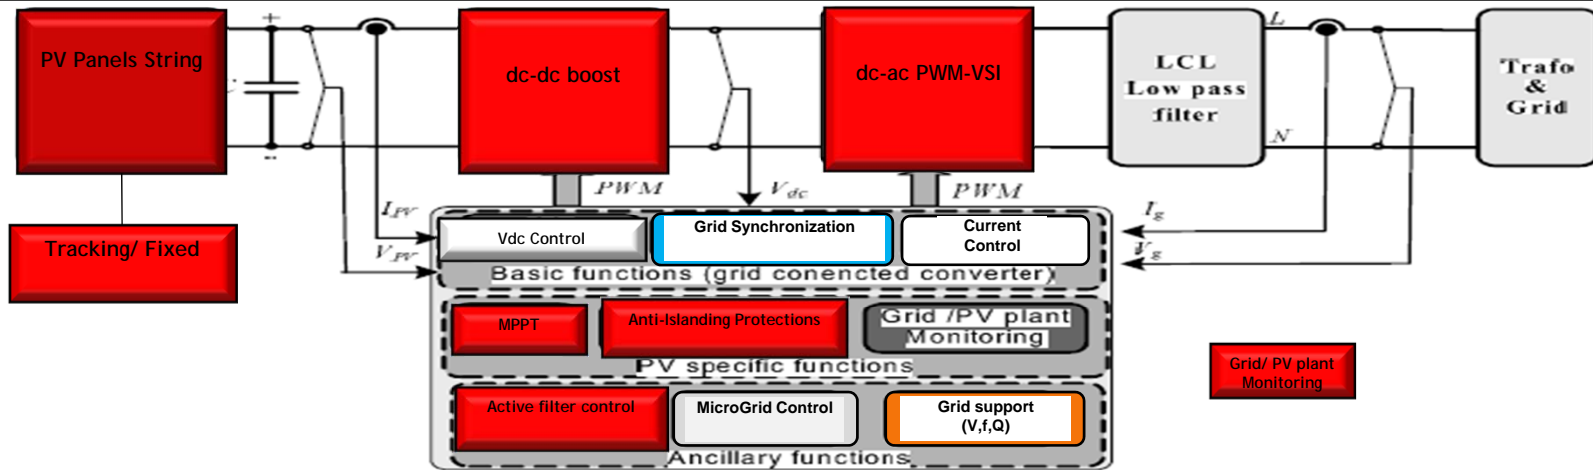 PV Panels String
+
-
dc-dc boost
dc-ac PWM-VSI
LCL
Low pass
filter
L
N
Trafo
&
Grid
Tracking/ Fixed
PWM
Vdc
PWM
IPV
VPV
Ig
Vg
Vdc Control
Grid Synchronization
Current
Control
Basic functions (grid conencted converter)
MPPT
Anti-Islanding Protections
Grid /PV plant
Monitoring
PV specific functions
Grid/ PV plant
Monitoring
Active filter control
MicroGrid Control
Grid support
(V,f,Q)
Ancillary functions